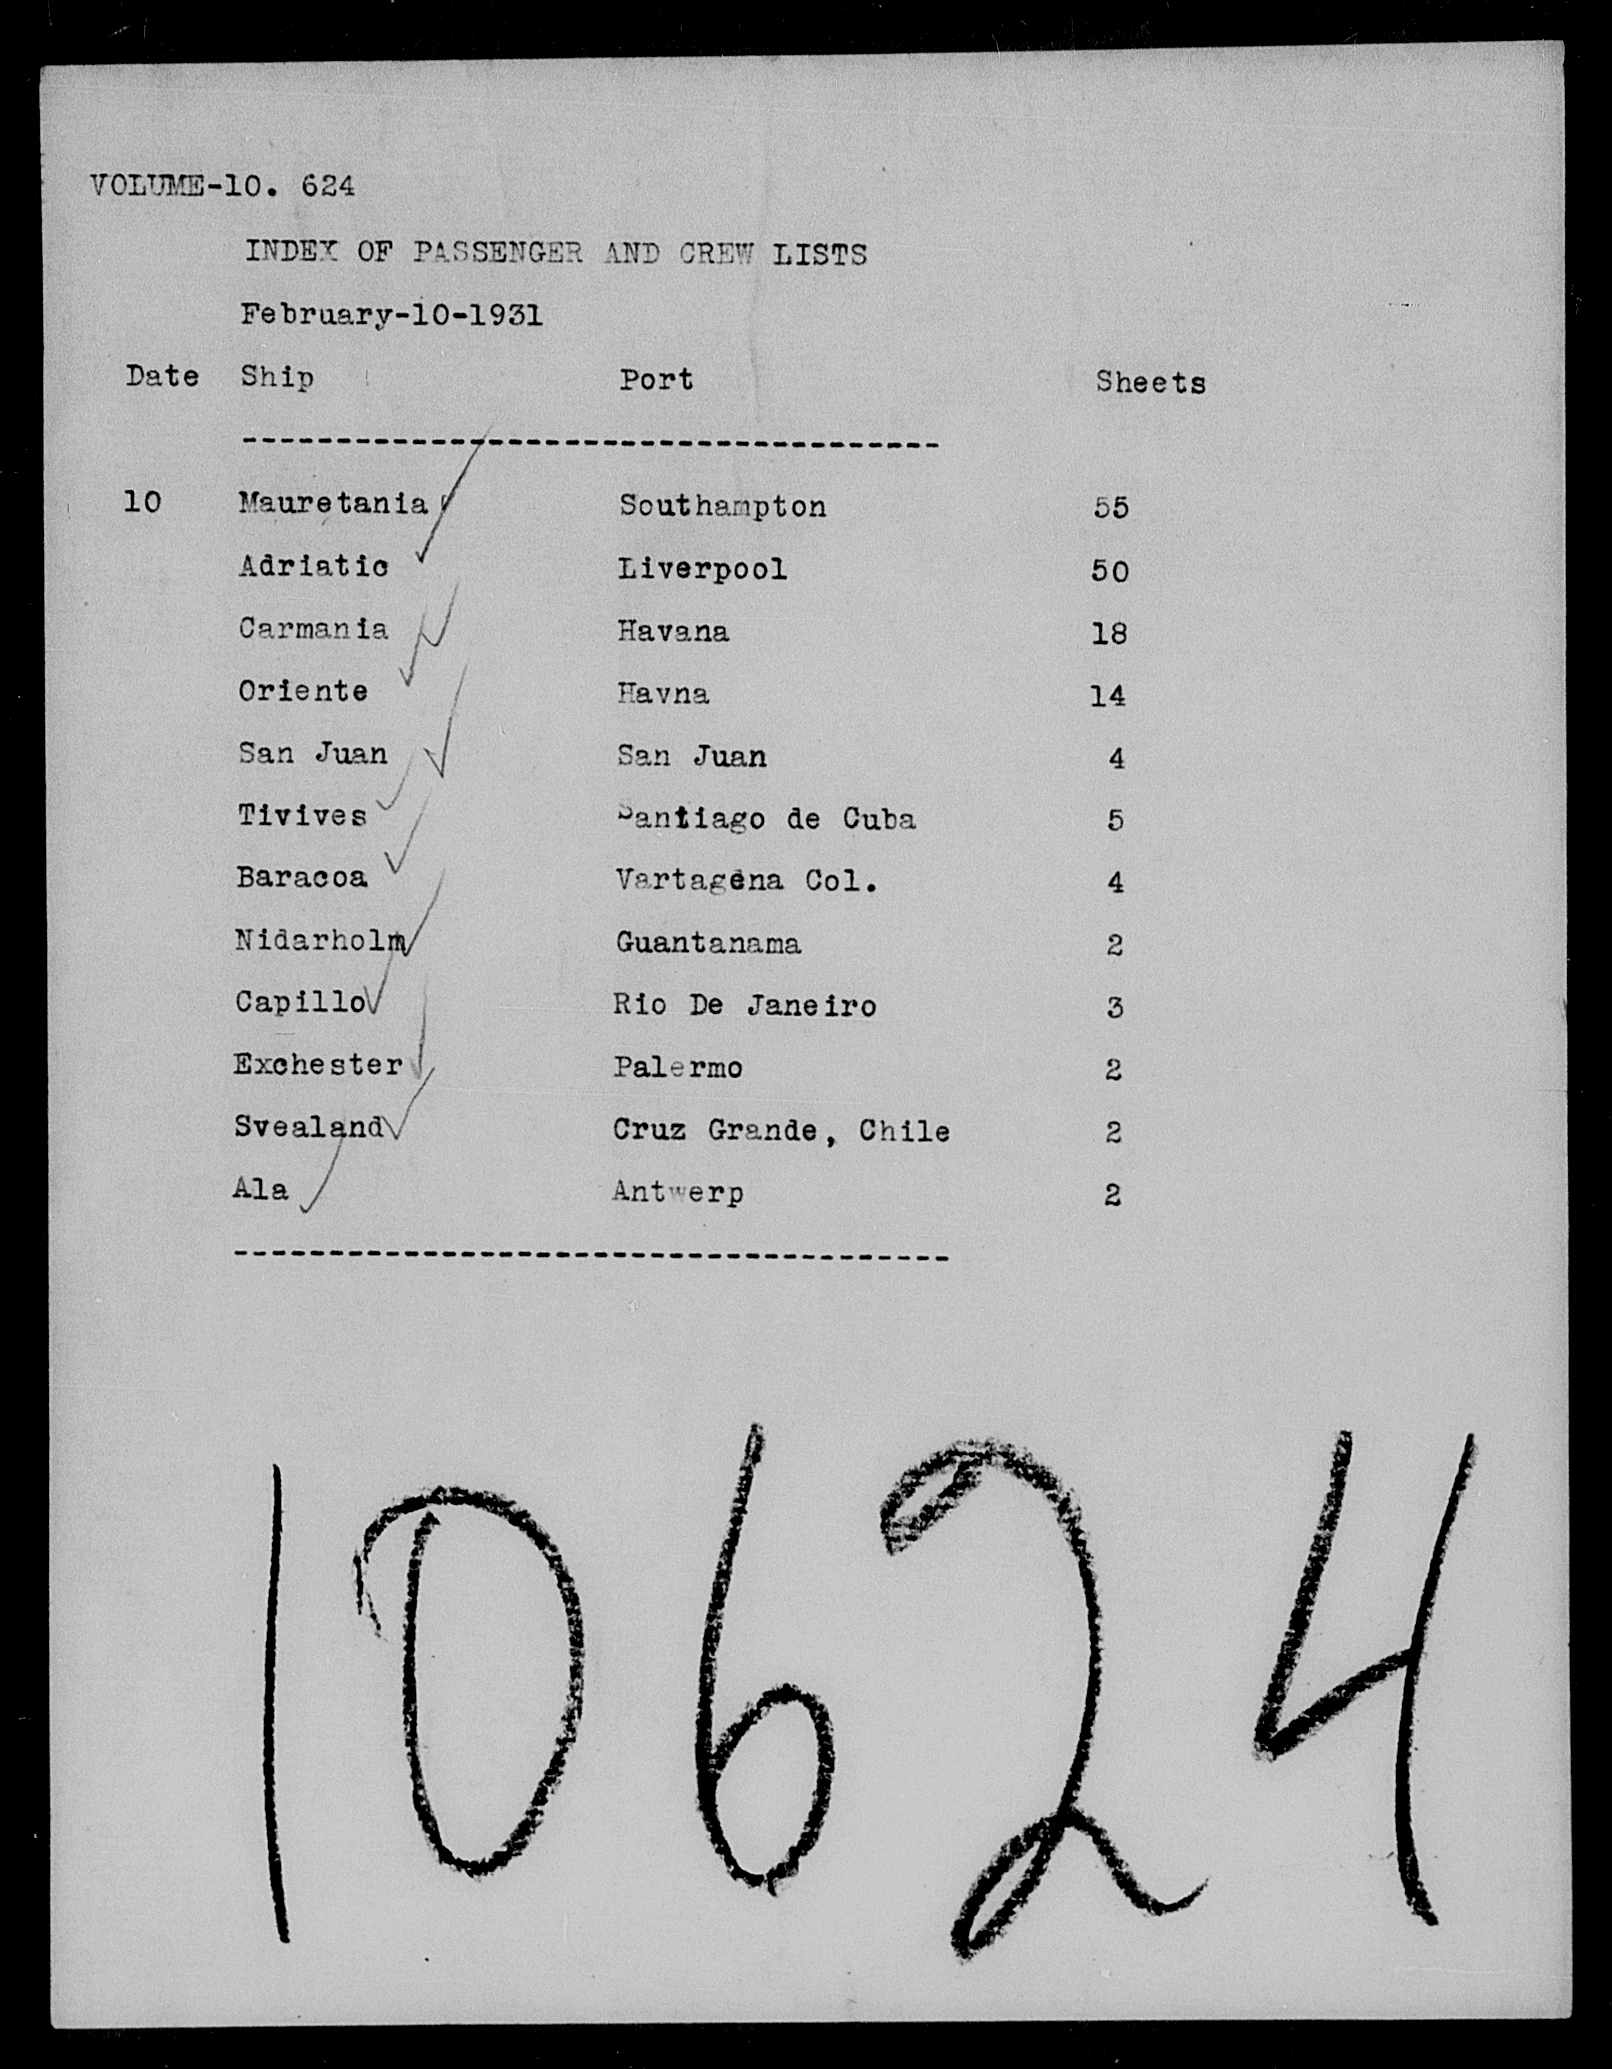 VOLUME-10. 624
INDEX OF PASSENGER AND CREW LISTS
February-10-1931
Date Ship Port Sheets
10 Mauretania Southampton 55
Adriatic Liverpool 50
Carmania Havana 18
Oriente Havna 14
San Juan San Juan 4
Tivives Santiago de Cuba 5
Baracoa Vartagena Col. 4
Nidarholm Guantanama 2
Capillo Rio De Janeiro 3
Exchester Palermo 2
Svealand Cruz Grande, Chile 2
Ala Antwerp 2
10624